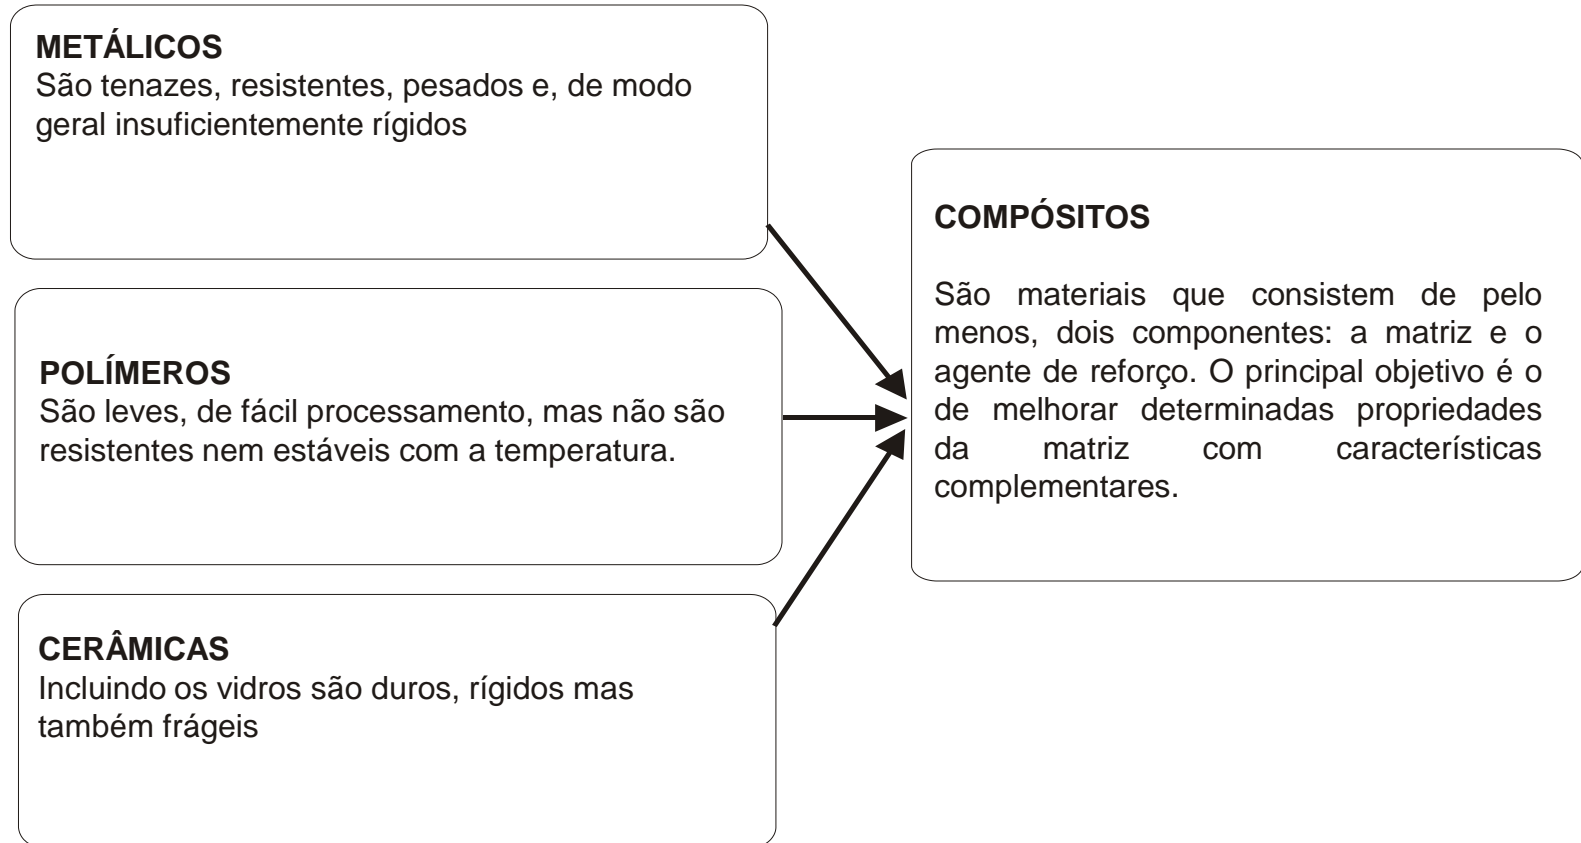 METÁLICOS
São tenazes, resistentes, pesados e, de modo
geral insuficientemente rígidos
POLÍMEROS
São leves, de fácil processamento, mas não são
resistentes nem estáveis com a temperatura.
CERÂMICAS
Incluindo os vidros são duros, rígidos mas
também frágeis
COMPÓSITOS
São materiais que consistem de pelo
menos, dois componentes: a matriz e o
agente de reforço. O principal objetivo é o
de melhorar determinadas propriedades
da matriz com características
complementares.